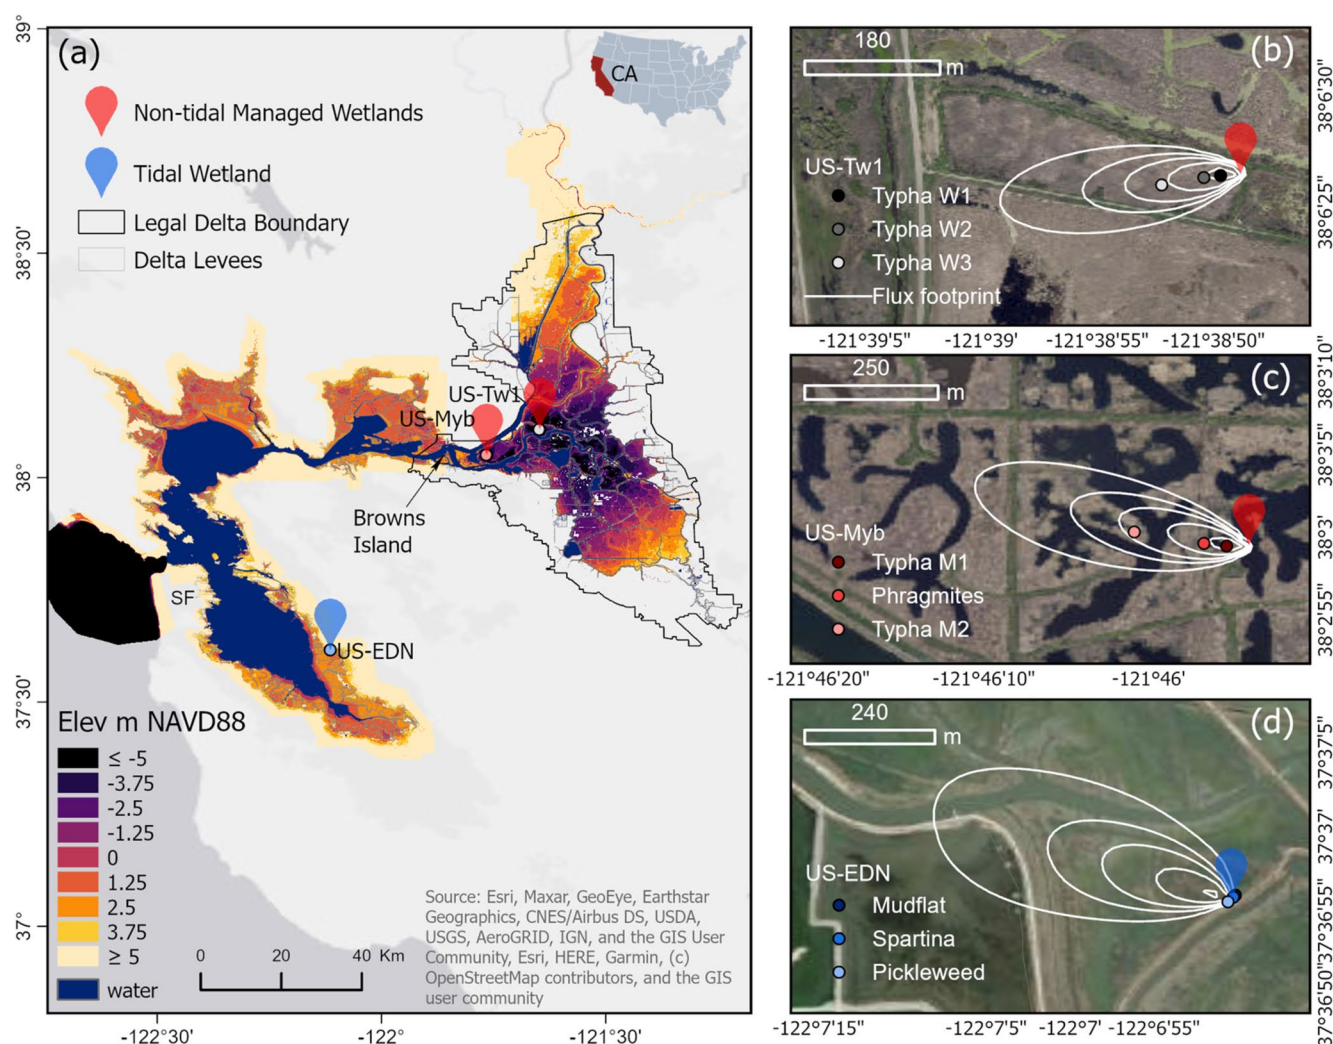 (a)
CA
Non-tidal Managed Wetlands
Tidal Wetland
Legal Delta Boundary
Delta Levees
US-Tw1
US-Myb
Browns
Island
SF
US-EDN
Elev m NAVD88
≤ -5
-3.75
-2.5
-1.25
0
1.25
2.5
3.75
≥ 5
water
0 20 40 Km
Source: Esri, Maxar, GeoEye, Earthstar
Geographics, CNES/Airbus DS, USDA,
USGS, AeroGRID, IGN, and the GIS User
Community, Esri, HERE, Garmin, (c)
OpenStreetMap contributors, and the GIS
user community
39°
38°30'
38°
37°30'
37°
-122°30' -122° -121°30'
(b)
180
m
US-Tw1
Typha W1
Typha W2
Typha W3
Flux footprint
38°6'30"
38°6'25"
-121°39'5" -121°39' -121°38'55" -121°38'50"
(c)
250
m
US-Myb
Typha M1
Phragmites
Typha M2
38°3'10"
38°3'5"
38°3'
38°2'55"
-121°46'20" -121°46'10" -121°46'
(d)
240
m
US-EDN
Mudflat
Spartina
Pickleweed
37°37'5"
37°37'
37°36'55"
37°36'50"
-122°7'15" -122°7'5" -122°7' -122°6'55"